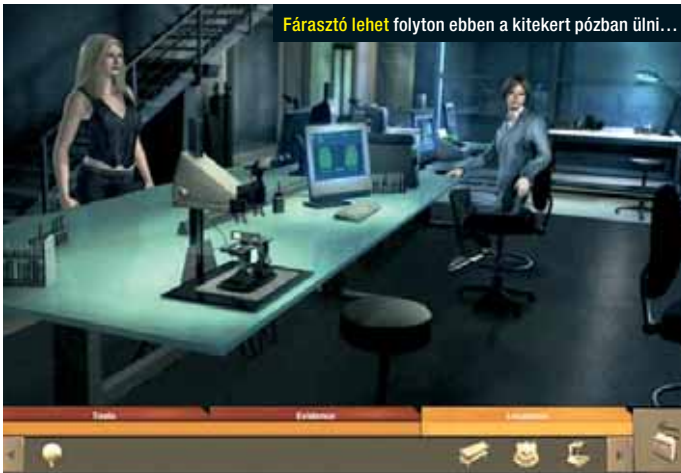 Fárasztó lehet folyton ebben a kitekert pózban ülni…
Tools
Evidence
Locations